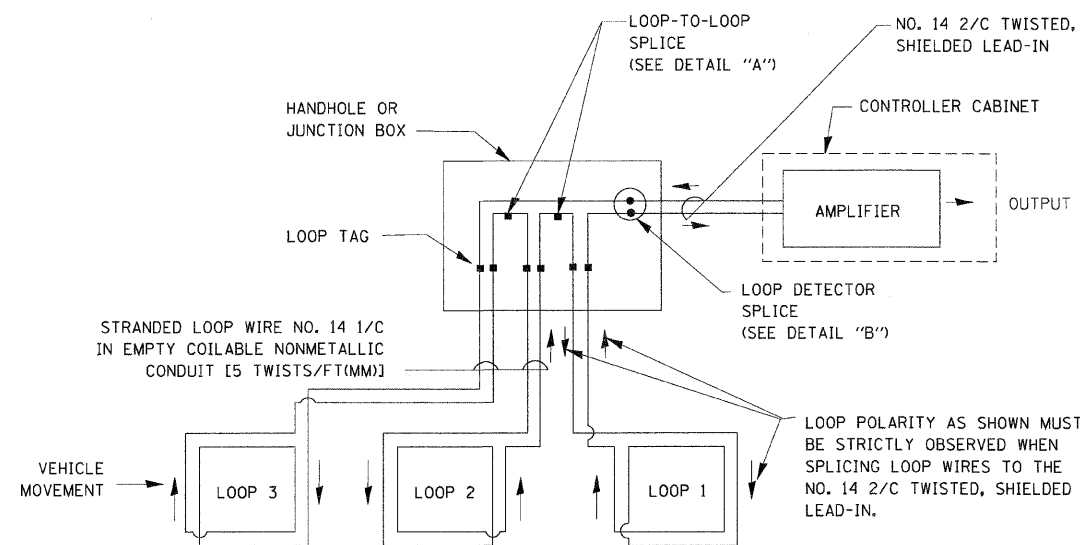 LOOP-TO-LOOP
SPLICE
(SEE DETAIL "A")
NO. 14 2/C TWISTED,
SHIELDED LEAD-IN
HANDHOLE OR
JUNCTION BOX
CONTROLLER CABINET
AMPLIFIER
OUTPUT
LOOP TAG
LOOP DETECTOR
SPLICE
(SEE DETAIL "B")
STRANDED LOOP WIRE NO. 14 1/C
IN EMPTY COILABLE NONMETALLIC
CONDUIT [5 TWISTS/FT(MM)]
LOOP POLARITY AS SHOWN MUST
BE STRICTLY OBSERVED WHEN
SPLICING LOOP WIRES TO THE
NO. 14 2/C TWISTED, SHIELDED
LEAD-IN.
VEHICLE
MOVEMENT
LOOP 3
LOOP 2
LOOP 1